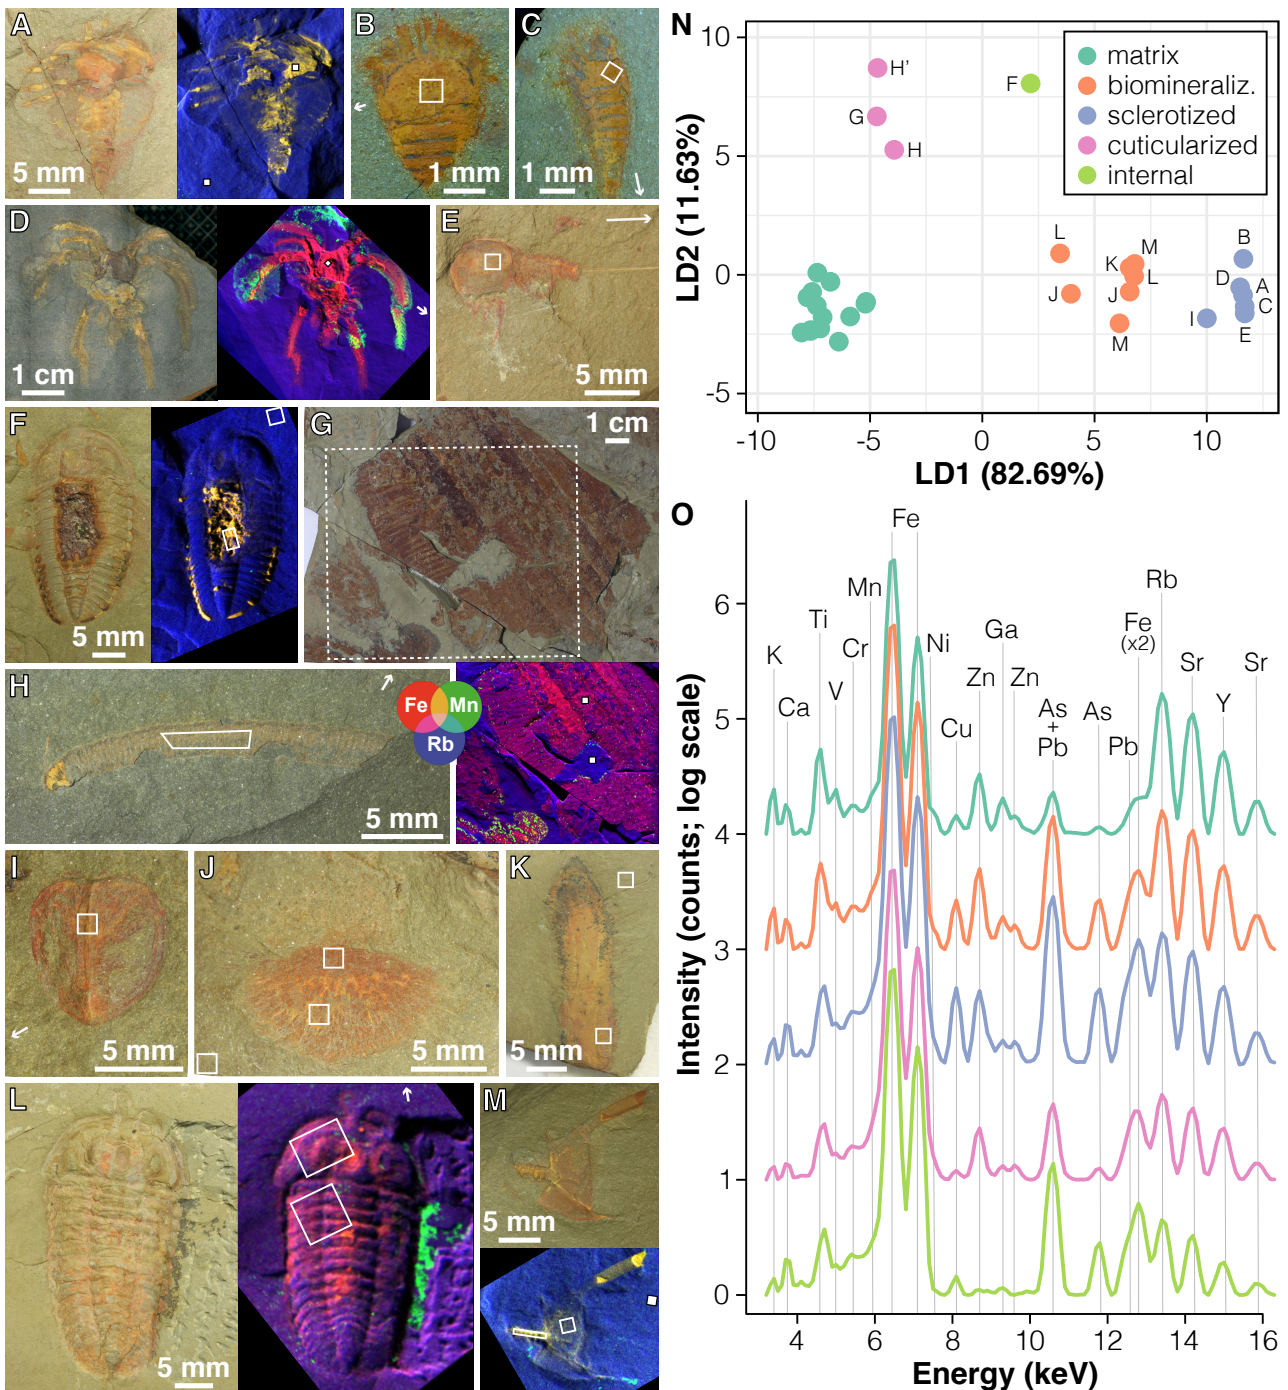 A
5 mm
B
1 mm
C
1 mm
D
1 cm
E
5 mm
F
5 mm
G
1 cm
H
5 mm
Fe
Mn
Rb
I
5 mm
J
5 mm
K
5 mm
L
5 mm
M
5 mm
N
10
5
0
-5
LD2 (11.63%)
-10
-5
0
5
10
LD1 (82.69%)
matrix
biomineraliz.
sclerotized
cuticularized
internal
H'
G
H
F
L
J
K
M
L
J
M
B
D
A
C
I
E
O
6
5
4
3
2
1
0
Intensity (counts; log scale)
4
6
8
10
12
14
16
Energy (keV)
K
Ca
Ti
V
Cr
Mn
Fe
Ni
Cu
Zn
Ga
Zn
As
+
Pb
As
Pb
Fe
(x2)
Rb
Sr
Y
Sr